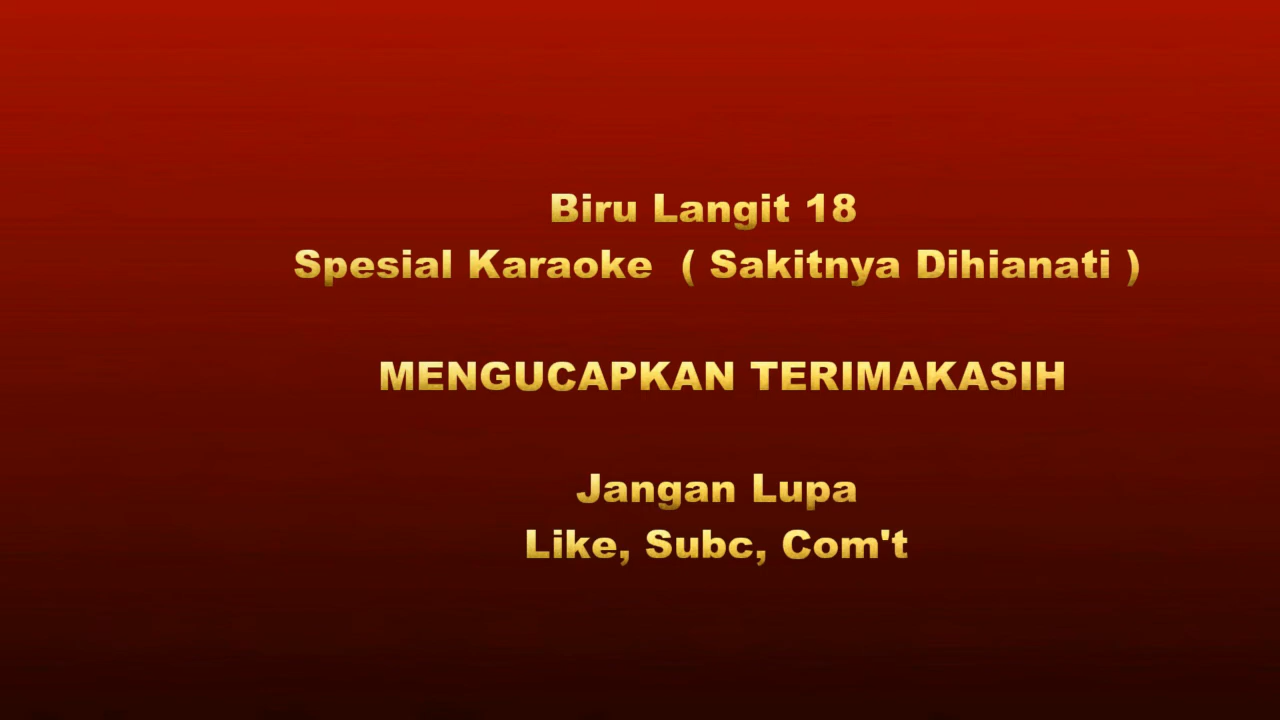 Biru Langit 18
Spesial Karaoke ( Sakitnya Dihianati )
MENGUCAPKAN TERIMAKASIH
Jangan Lupa
Like, Subc, Com't